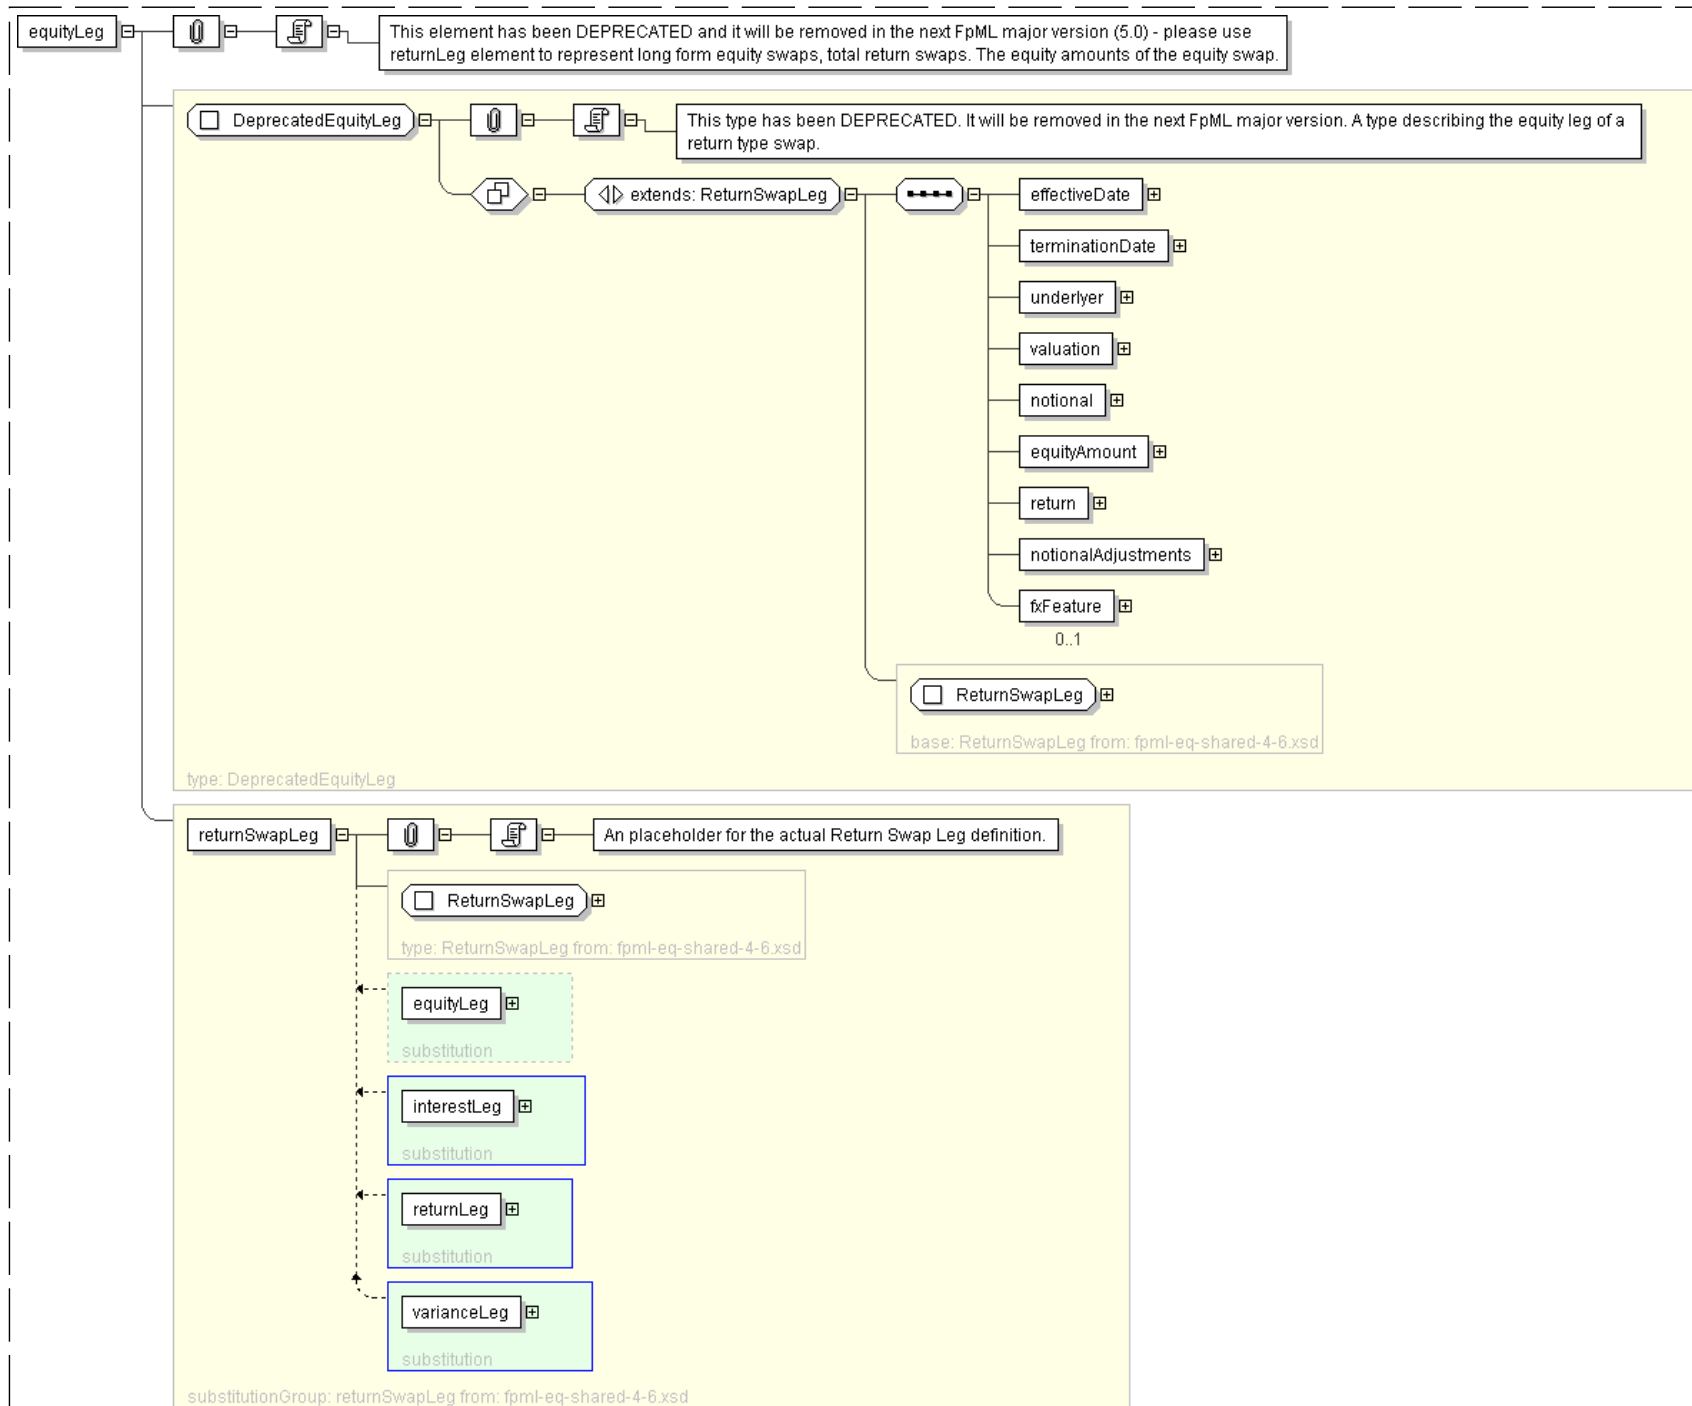 equityLeg
This element has been DEPRECATED and it will be removed in the next FpML major version (5.0) - please use
returnLeg element to represent long form equity swaps, total return swaps. The equity amounts of the equity swap.
DeprecatedEquityLeg
This type has been DEPRECATED. It will be removed in the next FpML major version. A type describing the equity leg of a
return type swap.
extends: ReturnSwapLeg
effectiveDate
terminationDate
underlyer
valuation
notional
equityAmount
return
notionalAdjustments
fxFeature
0..1
ReturnSwapLeg
base: ReturnSwapLeg from: fpml-eq-shared-4-6.xsd
type: DeprecatedEquityLeg
returnSwapLeg
An placeholder for the actual Return Swap Leg definition.
ReturnSwapLeg
type: ReturnSwapLeg from: fpml-eq-shared-4-6.xsd
equityLeg
substitution
interestLeg
substitution
returnLeg
substitution
varianceLeg
substitution
substitutionGroup: returnSwapLeg from: fpml-eq-shared-4-6.xsd